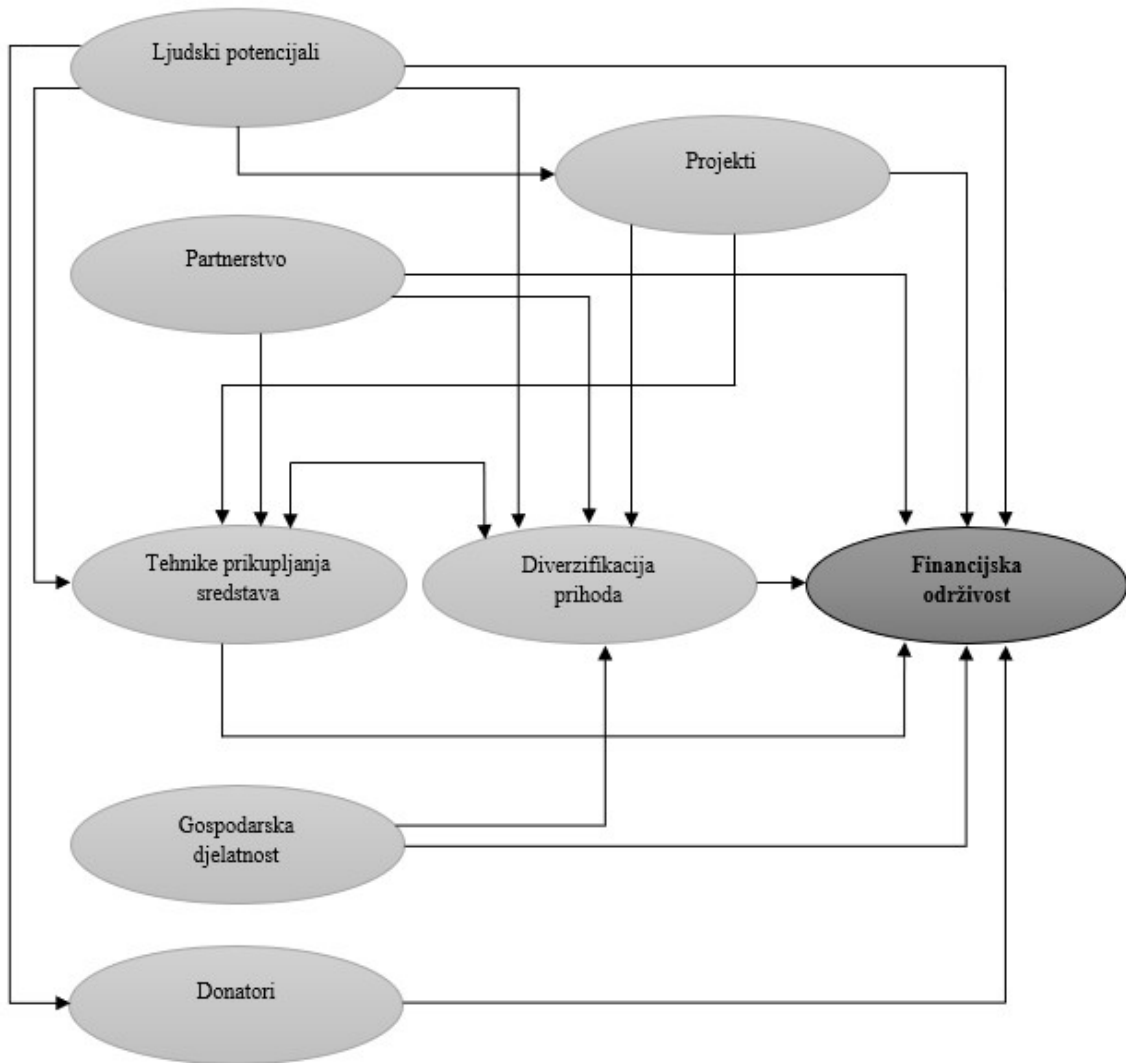 Ljudski potencijali
Projekti
Partnerstvo
Tehnike prikupljanja
sredstava
Diverzifikacija
prihoda
Financijska
održivost
Gospodarska
djelatnost
Donatori